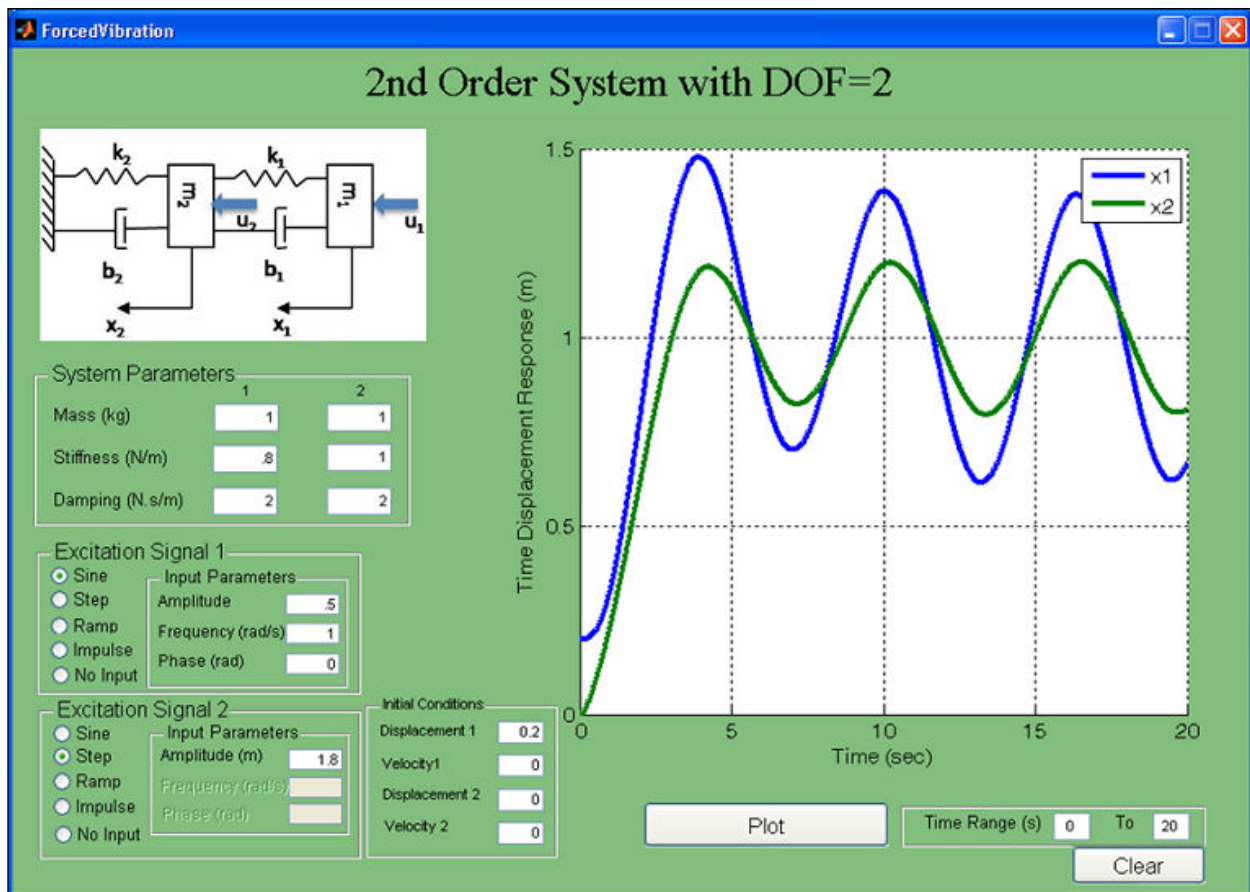 ForcedVibration
2nd Order System with DOF=2
k2
k1
m2
m1
u2
u1
b2
b1
x2
x1
System Parameters
1 2
Mass (kg) 1 1
Stiffness (N/m) .8 1
Damping (N.s/m) 2 2
Excitation Signal 1
Sine
Step
Ramp
Impulse
No Input
Input Parameters
Amplitude .5
Frequency (rad/s) 1
Phase (rad) 0
Excitation Signal 2
Sine
Step
Ramp
Impulse
No Input
Input Parameters
Amplitude (m) 1.8
Frequency (rad/s)
Phase (rad)
Initial Conditions
Displacement 1 0.2
Velocity1 0
Displacement 2 0
Velocity 2 0
Time Displacement Response (m)
1.5
1
0.5
0
0 5 10 15 20
Time (sec)
x1
x2
Plot
Time Range (s) 0 To 20
Clear